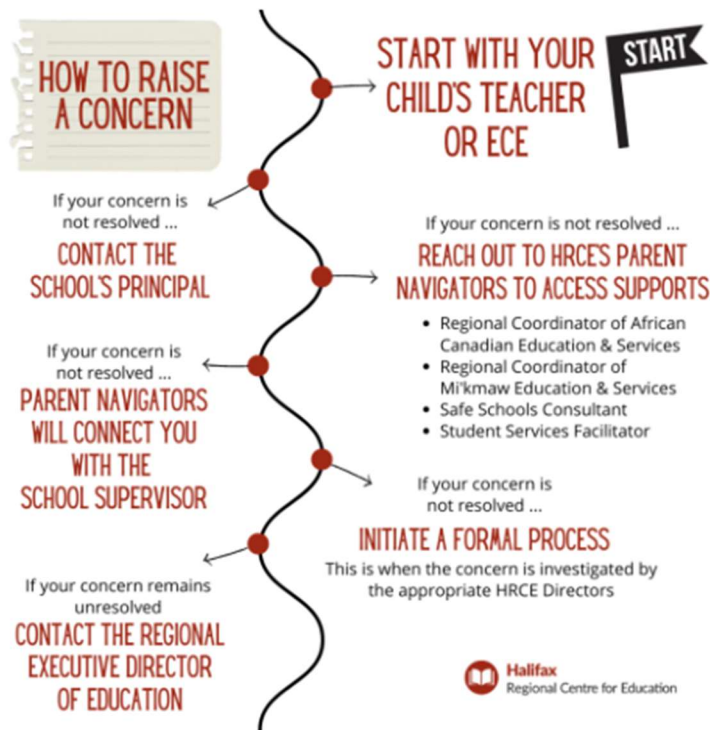 HOW TO RAISE
A CONCERN
START WITH YOUR
CHILD'S TEACHER
OR ECE
START
If your concern is
not resolved ...
CONTACT THE
SCHOOL'S PRINCIPAL
If your concern is not resolved ...
REACH OUT TO HRCE'S PARENT
NAVIGATORS TO ACCESS SUPPORTS
• Regional Coordinator of African
Canadian Education & Services
• Regional Coordinator of
Mi'kmaw Education & Services
• Safe Schools Consultant
• Student Services Facilitator
If your concern is
not resolved ...
PARENT NAVIGATORS
WILL CONNECT YOU
WITH THE
SCHOOL SUPERVISOR
If your concern is
not resolved ...
INITIATE A FORMAL PROCESS
This is when the concern is investigated by
the appropriate HRCE Directors
If your concern remains
unresolved
CONTACT THE REGIONAL
EXECUTIVE DIRECTOR
OF EDUCATION
Halifax
Regional Centre for Education